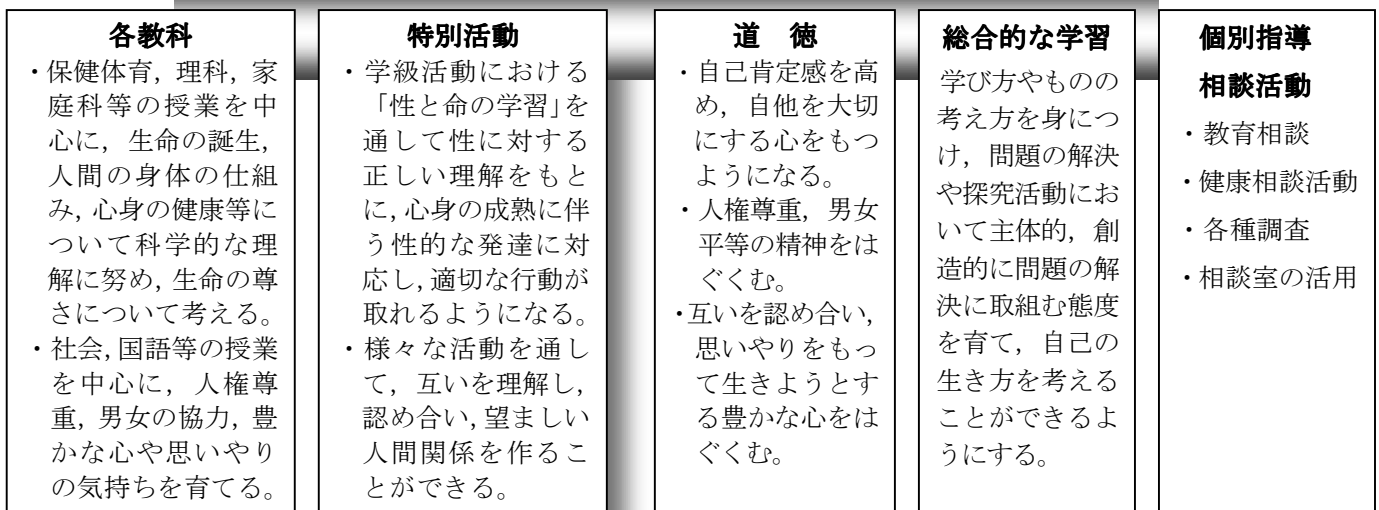 各教科
・保健体育，理科，家
庭科等の授業を中
心に，生命の誕生，
人間の身体の仕組
み，心身の健康等に
ついて科学的な理
解に努め，生命の尊
さについて考える。
・社会，国語等の授業
を中心に，人権尊
重，男女の協力，豊
かな心や思いやり
の気持ちを育てる。
特別活動
・学級活動における
「性と命の学習」を
通して性に対する
正しい理解をもと
に，心身の成熟に伴
う性的な発達に対
応し，適切な行動が
取れるようになる。
・様々な活動を通し
て，互いを理解し，
認め合い，望ましい
人間関係を作るこ
とができる。
道　徳
・自己肯定感を高
め，自他を大切
にする心をもつ
ようになる。
・人権尊重，男女
平等の精神をは
ぐくむ。
・互いを認め合い，
思いやりをもっ
て生きようとす
る豊かな心をは
ぐくむ。
総合的な学習
学び方やものの
考え方を身につ
け，問題の解決
や探究活動にお
いて主体的，創
造的に問題の解
決に取組む態度
を育て，自己の
生き方を考える
ことができるよ
うにする。
個別指導
相談活動
・教育相談
・健康相談活動
・各種調査
・相談室の活用